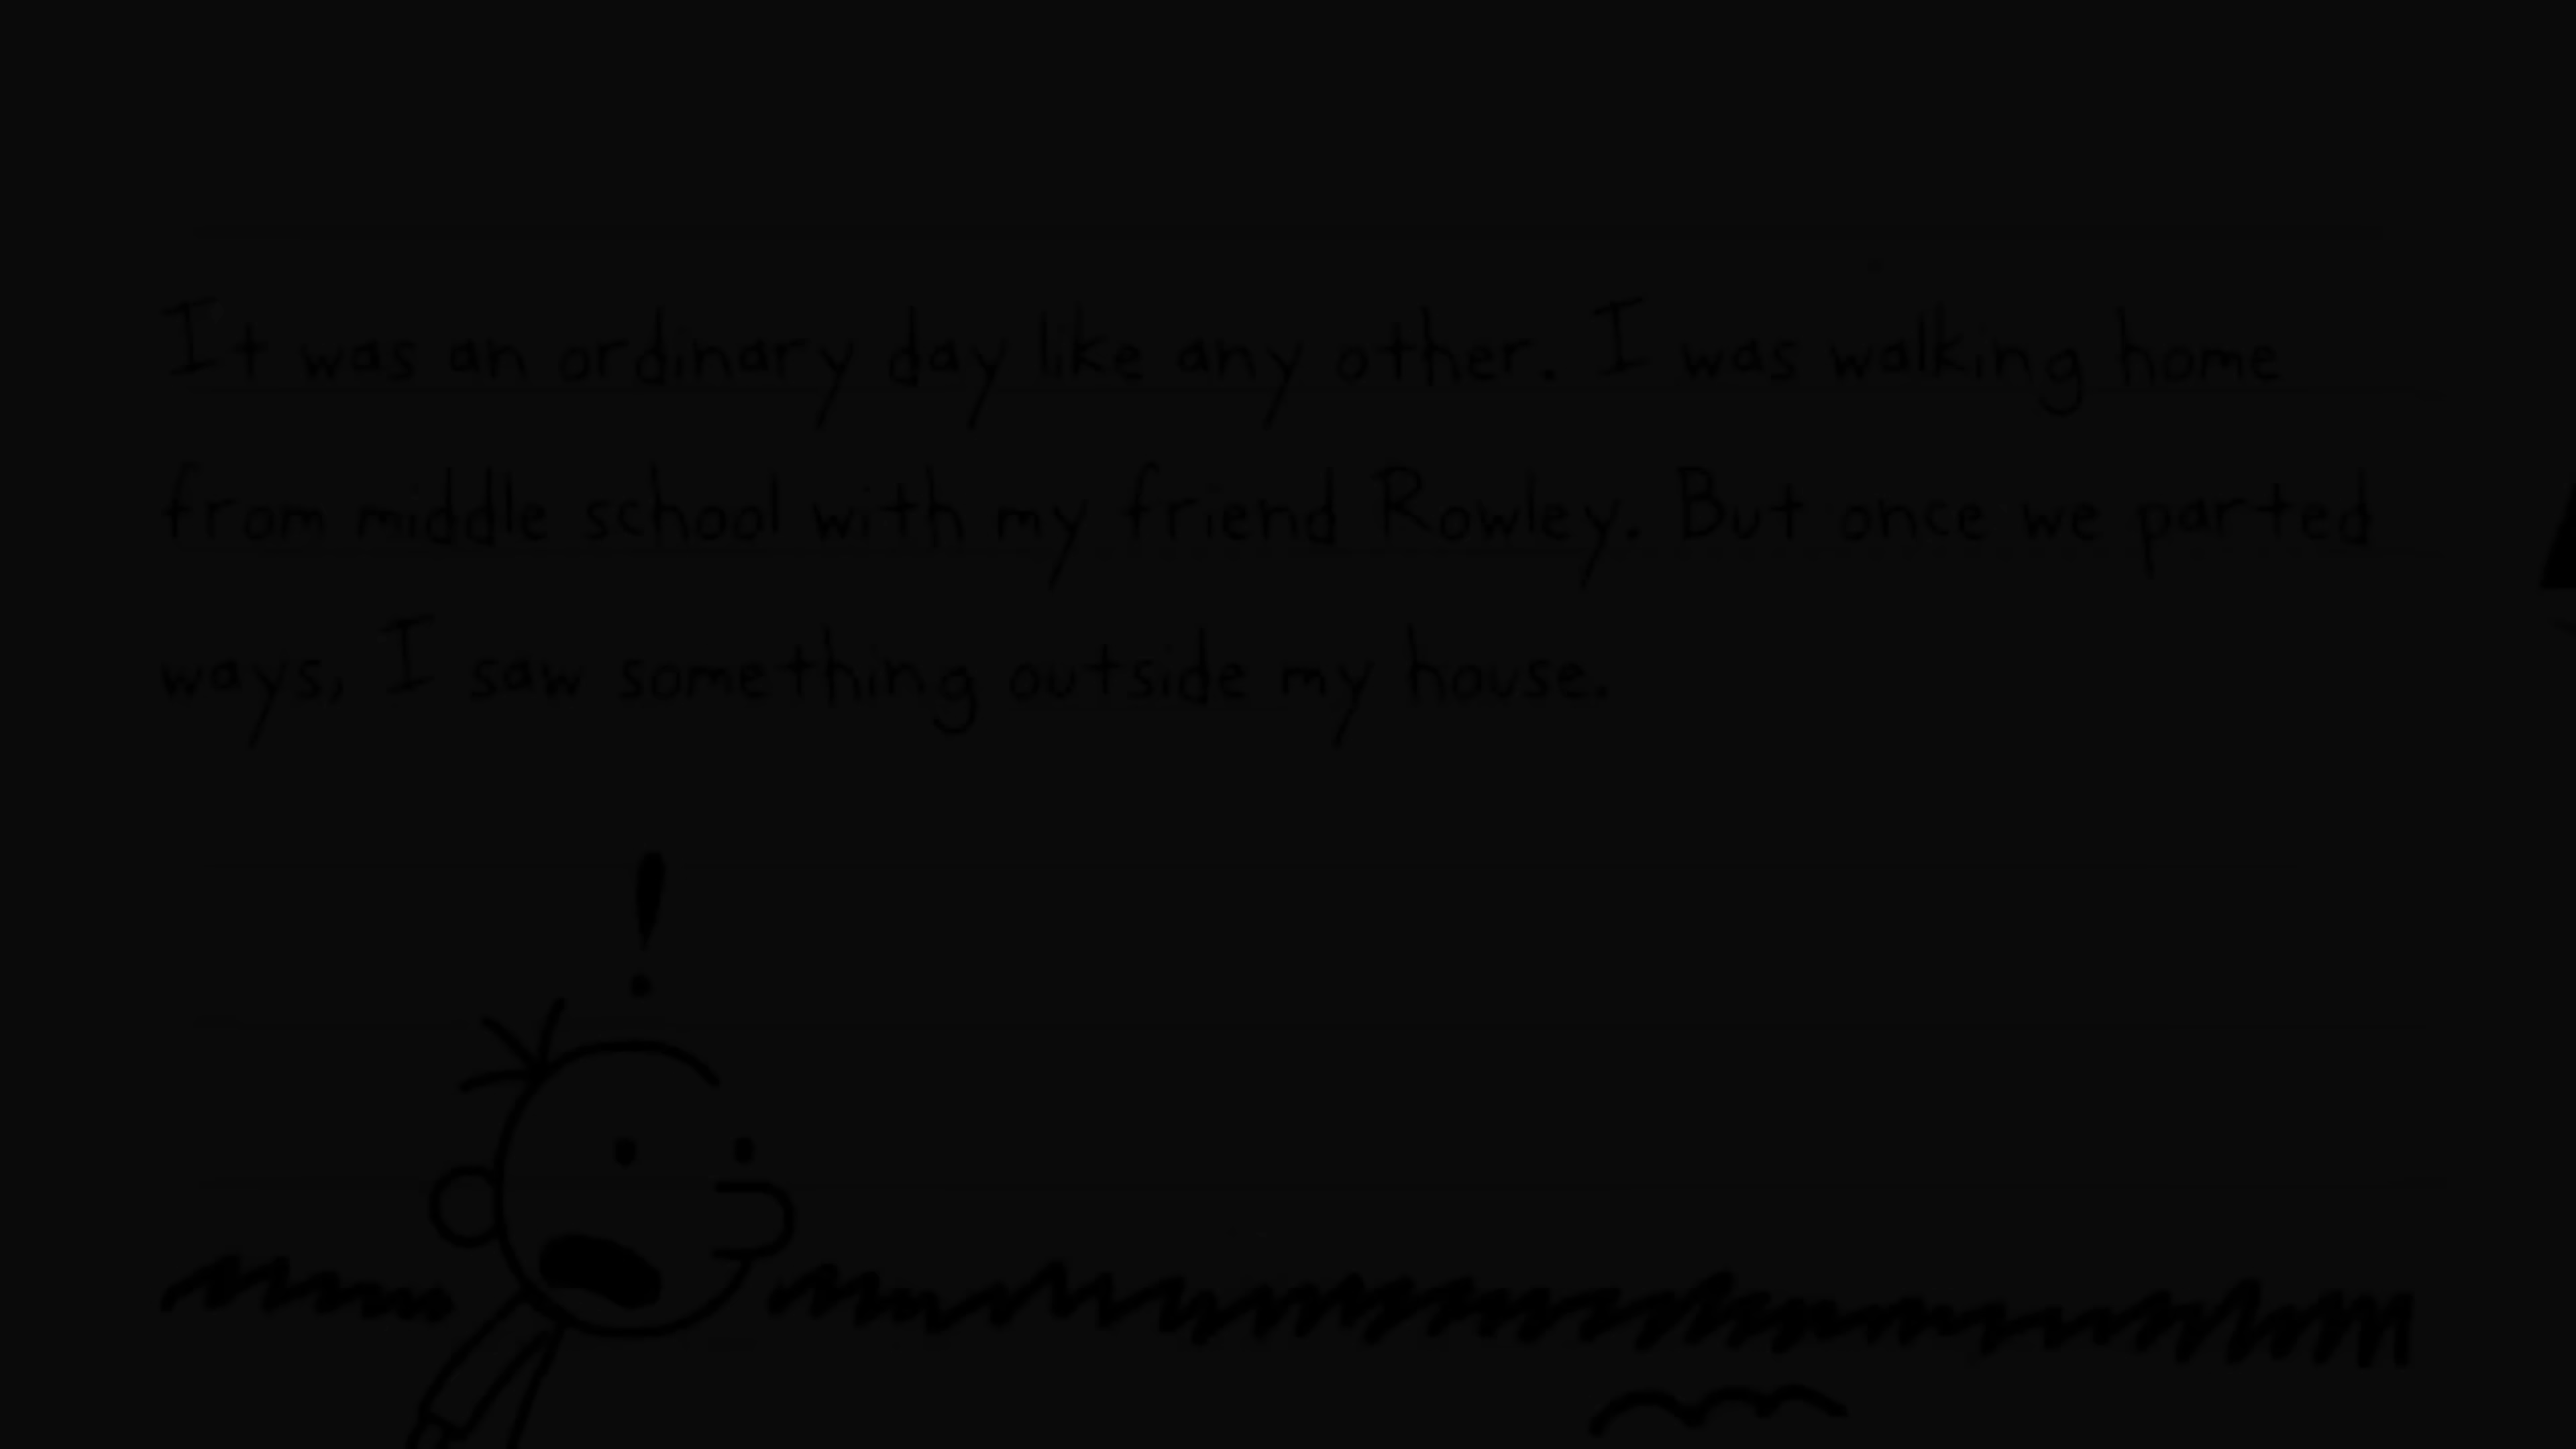 It was an ordinary day like any other. I was walking home
from middle school with my friend Rowley. But once we parted
ways, I saw something outside my house.
!